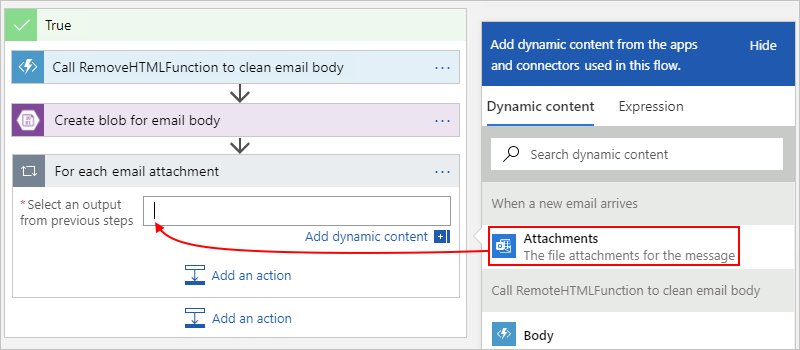 True
Call RemoveHTMLFunction to clean email body
Create blob for email body
For each email attachment
* Select an output
from previous steps
Add dynamic content
Add an action
Add an action
Add dynamic content from the apps
and connectors used in this flow.
Hide
Dynamic content
Expression
Search dynamic content
When a new email arrives
Attachments
The file attachments for the message
Call RemoteHTMLFunction to clean email body
Body